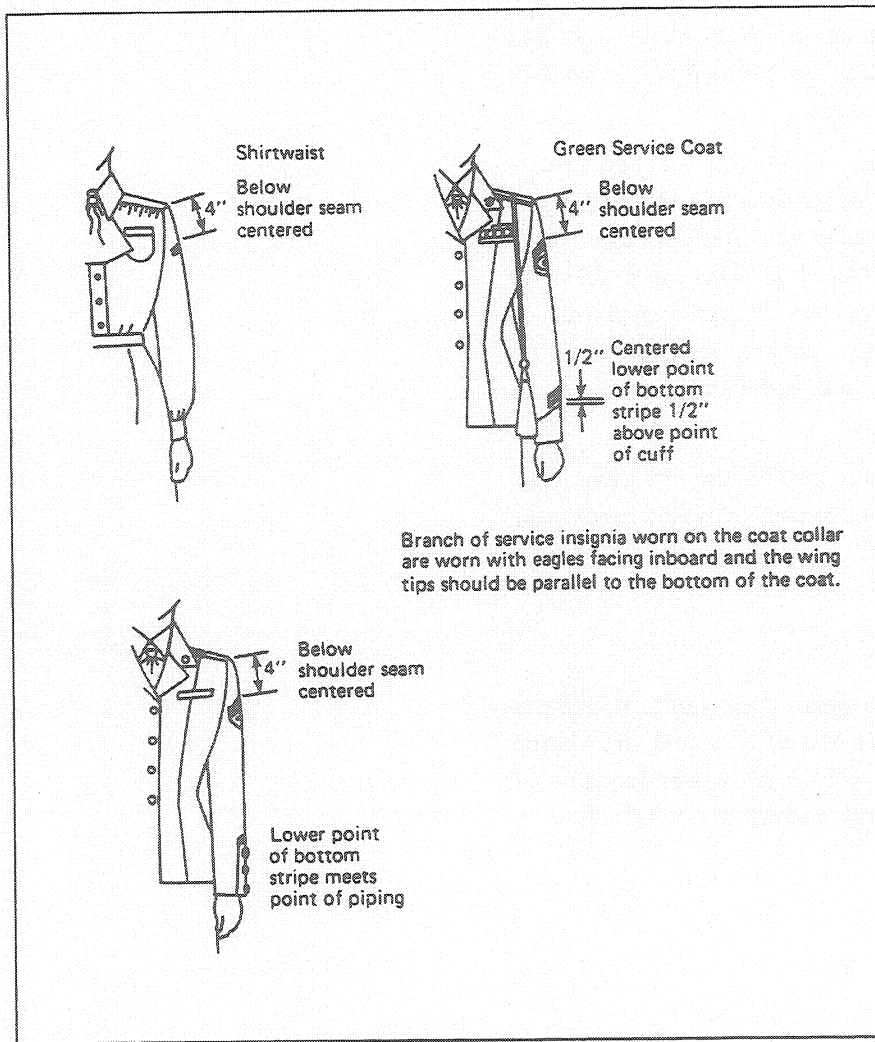 Shirtwaist
4"
Below
shoulder seam
centered
Green Service Coat
4"
Below
shoulder seam
centered
1/2"
Centered
lower point
of bottom
stripe 1/2"
above point
of cuff
Branch of service insignia worn on the coat collar
are worn with eagles facing inboard and the wing
tips should be parallel to the bottom of the coat.
4"
Below
shoulder seam
centered
Lower point
of bottom
stripe meets
point of piping